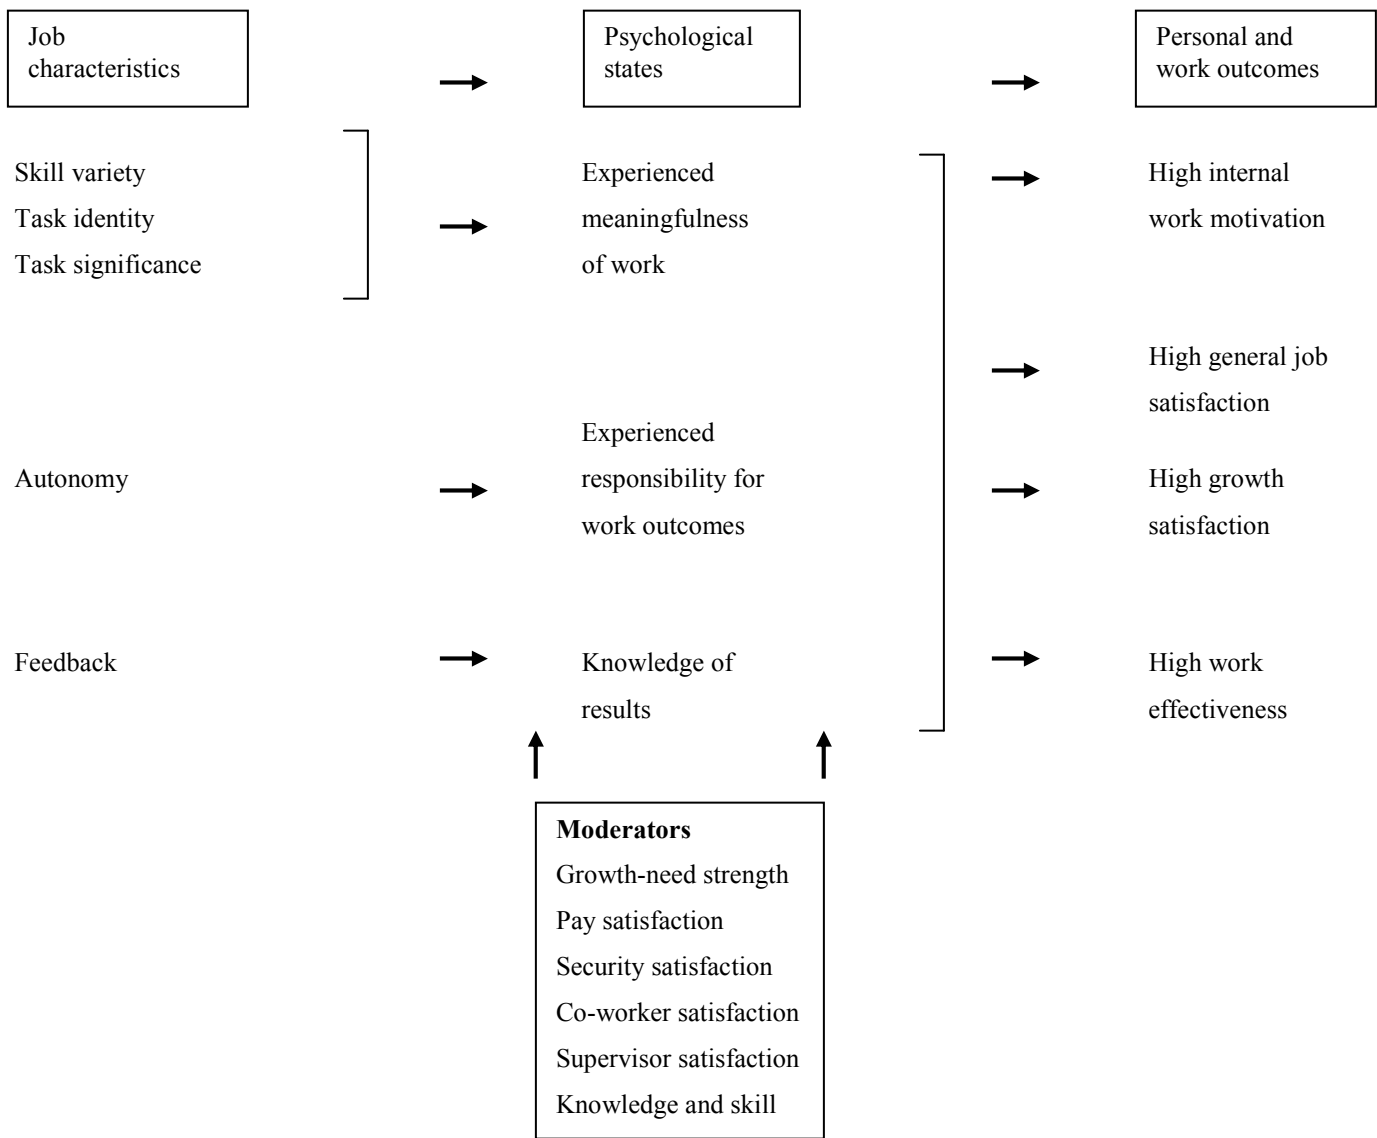 Job
characteristics
Psychological
states
Personal and
work outcomes
Skill variety
Task identity
Task significance
Experienced
meaningfulness
of work
High internal
work motivation
High general job
satisfaction
Autonomy
Experienced
responsibility for
work outcomes
High growth
satisfaction
Feedback
Knowledge of
results
High work
effectiveness
Moderators
Growth-need strength
Pay satisfaction
Security satisfaction
Co-worker satisfaction
Supervisor satisfaction
Knowledge and skill